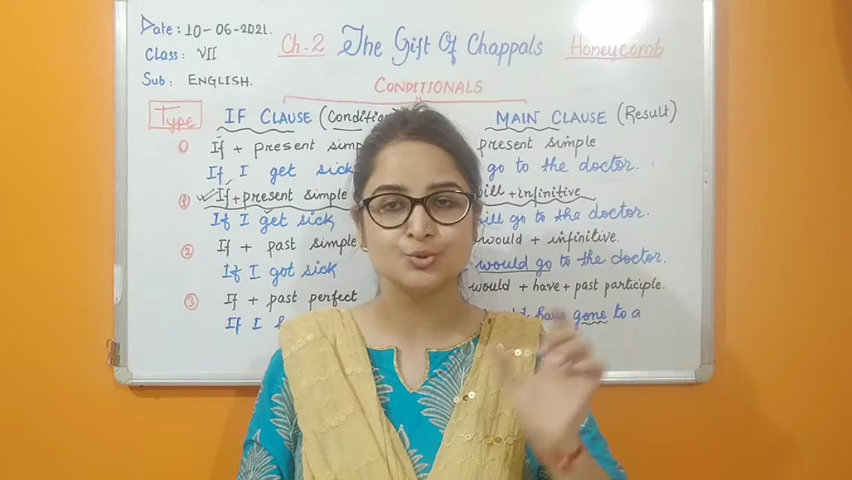 Date: 10-06-2021.
Class: VII
Sub: ENGLISH.
Ch-2 The Gift Of Chappals Honeycomb
CONDITIONALS
Type IF CLAUSE (Condition MAIN CLAUSE (Result)
0 If + present simp present simple
If I get sick go to the doctor.
1 If + present simple will + infinitive
If I get sick will go to the doctor.
2 If + past simple would + infinitive.
If I got sick would go to the doctor.
3 If + past perfect would + have + past participle.
If I have gone to a